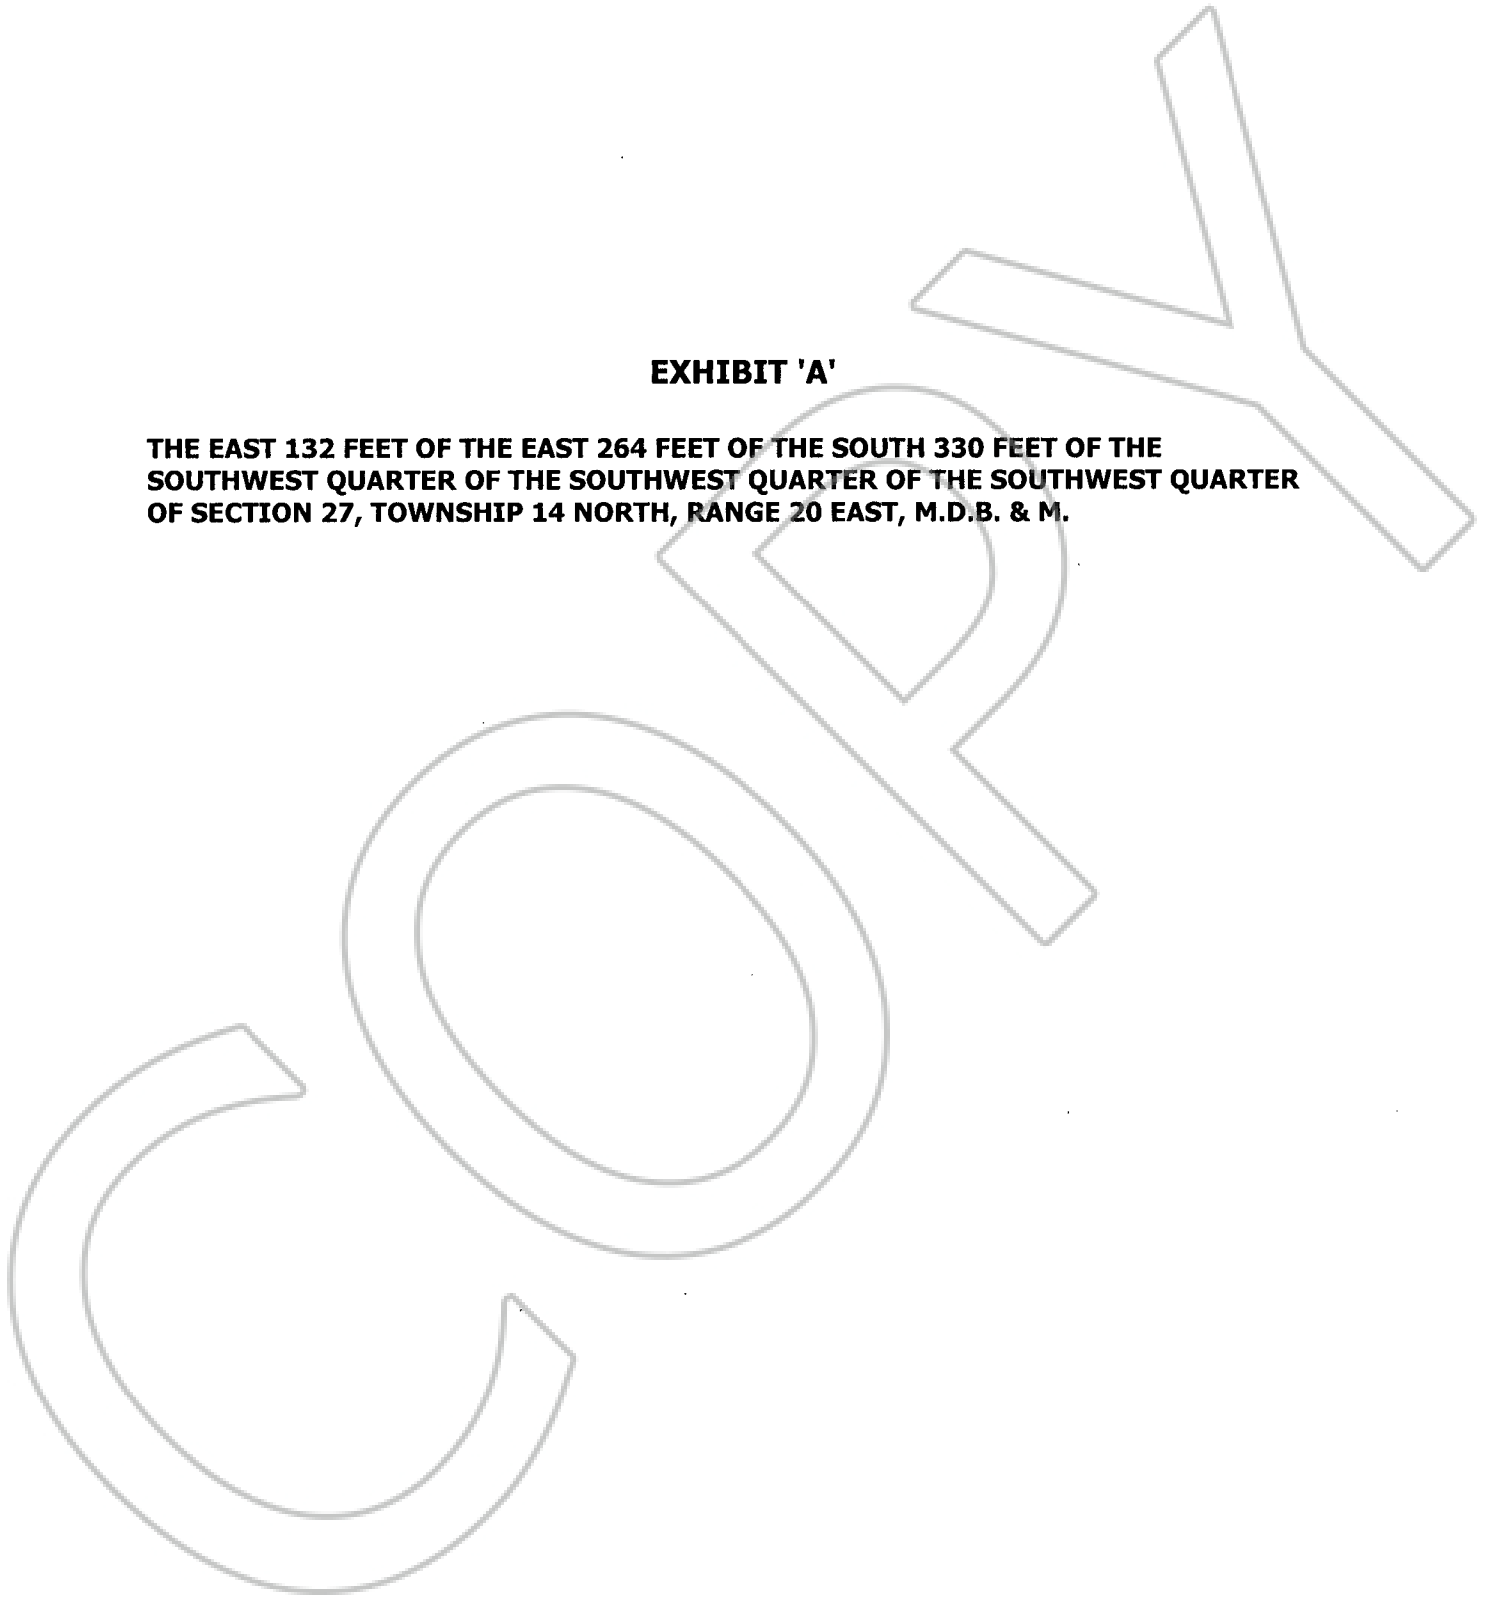 EXHIBIT 'A'
THE EAST 132 FEET OF THE EAST 264 FEET OF THE SOUTH 330 FEET OF THE
SOUTHWEST QUARTER OF THE SOUTHWEST QUARTER OF THE SOUTHWEST QUARTER
OF SECTION 27, TOWNSHIP 14 NORTH, RANGE 20 EAST, M.D.B. & M.
COPY